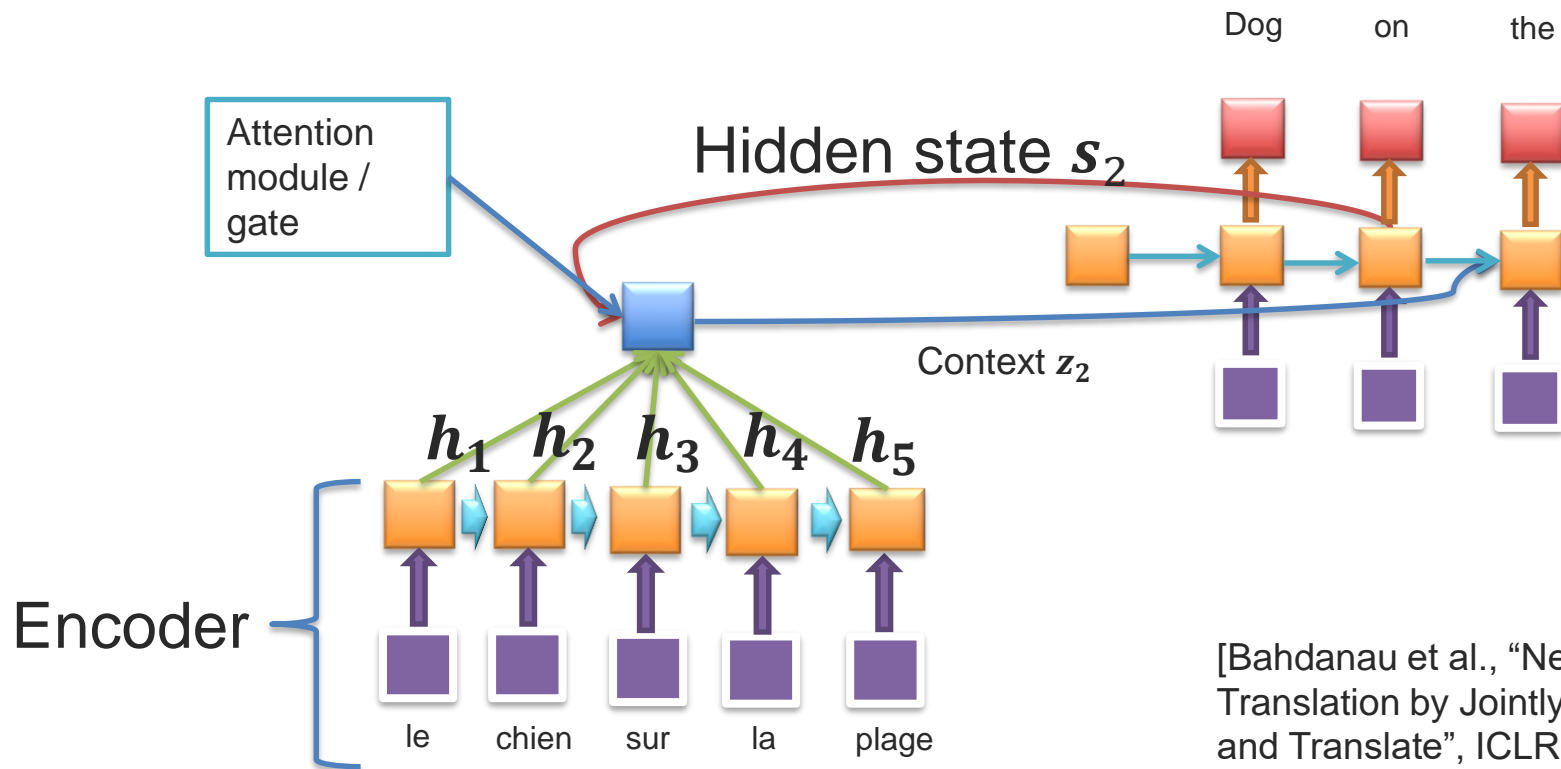 Dog on the
Attention
module /
gate
Hidden state s₂
Context z₂
h₁ h₂ h₃ h₄ h₅
Encoder
le chien sur la plage
[Bahdanau et al., “Ne
Translation by Jointly
and Translate”, ICLR